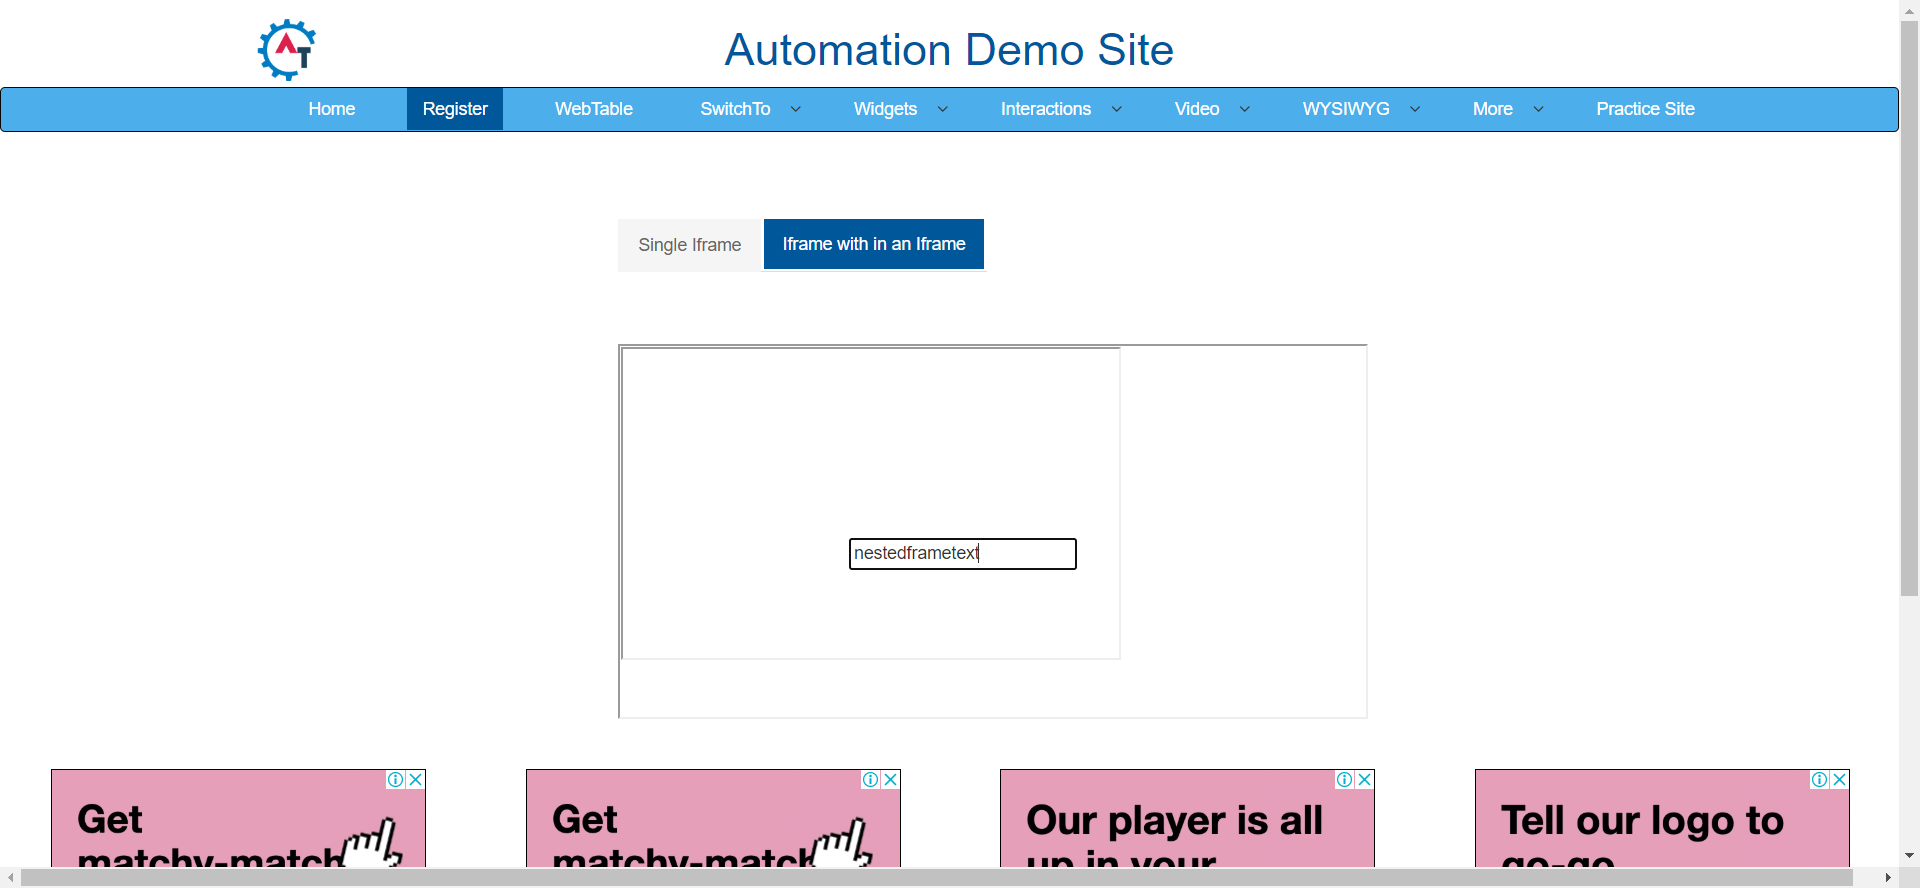 AT
Automation Demo Site
Home Register WebTable SwitchTo Widgets Interactions Video WYSIWYG More Practice Site
Single Iframe Iframe with in an Iframe
nestedframetext
Get
matchy-match
Get
matchy-match
Our player is all
up in your
Tell our logo to
go-go